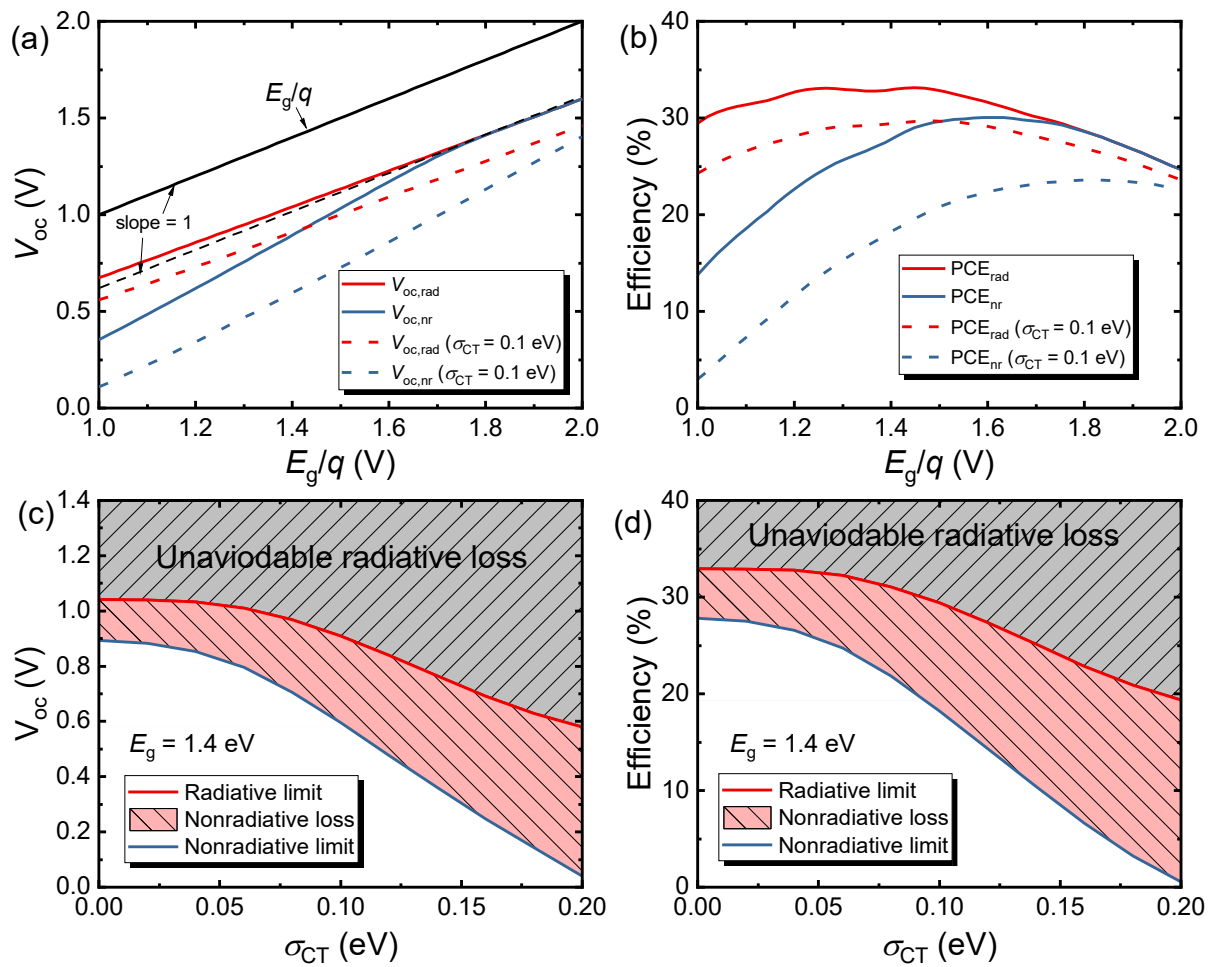 (a)
2.0
1.5
1.0
0.5
0.0
V_oc (V)
E_g/q
slope = 1
V_oc,rad
V_oc,nr
V_oc,rad (σ_CT = 0.1 eV)
V_oc,nr (σ_CT = 0.1 eV)
1.0 1.2 1.4 1.6 1.8 2.0
E_g/q (V)
(b)
40
30
20
10
0
Efficiency (%)
PCE_rad
PCE_nr
PCE_rad (σ_CT = 0.1 eV)
PCE_nr (σ_CT = 0.1 eV)
1.0 1.2 1.4 1.6 1.8 2.0
E_g/q (V)
(c)
1.4
1.2
1.0
0.8
0.6
0.4
0.2
0.0
V_oc (V)
Unaviodable radiative loss
E_g = 1.4 eV
Radiative limit
Nonradiative loss
Nonradiative limit
0.00 0.05 0.10 0.15 0.20
σ_CT (eV)
(d)
40
30
20
10
0
Efficiency (%)
Unaviodable radiative loss
E_g = 1.4 eV
Radiative limit
Nonradiative loss
Nonradiative limit
0.00 0.05 0.10 0.15 0.20
σ_CT (eV)